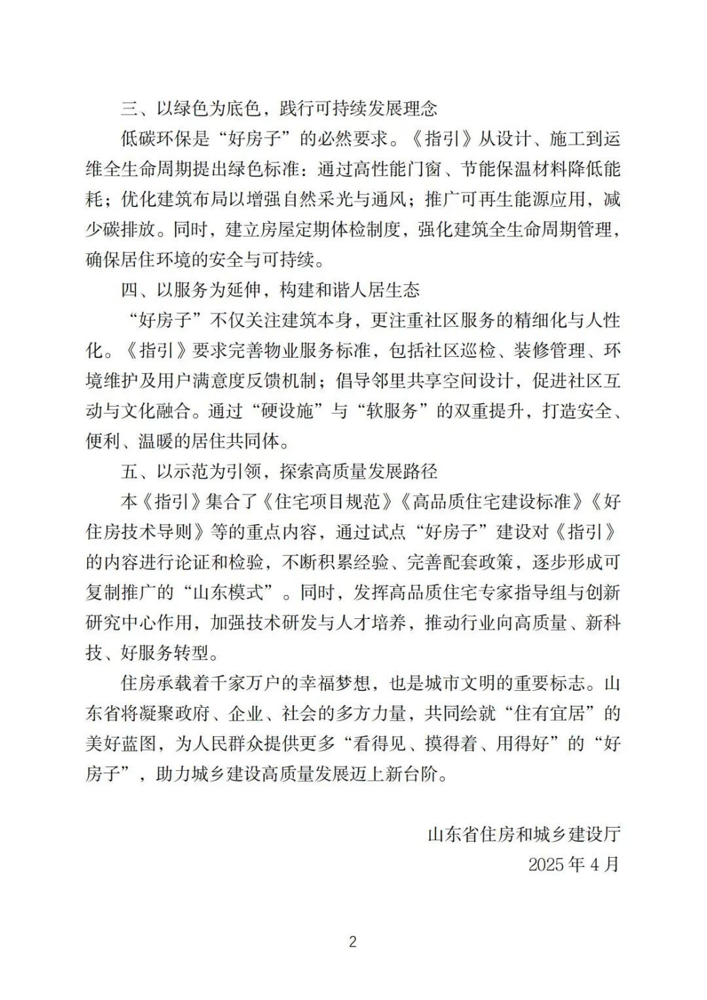 三、以绿色为底色，践行可持续发展理念
低碳环保是“好房子”的必然要求。《指引》从设计、施工到运
维全生命周期提出绿色标准：通过高性能门窗、节能保温材料降低能
耗；优化建筑布局以增强自然采光与通风；推广可再生能源应用，减
少碳排放。同时，建立房屋定期体检制度，强化建筑全生命周期管理，
确保居住环境的安全与可持续。
四、以服务为延伸，构建和谐人居生态
“好房子”不仅关注建筑本身，更注重社区服务的精细化与人性
化。《指引》要求完善物业服务标准，包括社区巡检、装修管理、环
境维护及用户满意度反馈机制；倡导邻里共享空间设计，促进社区互
动与文化融合。通过“硬设施”与“软服务”的双重提升，打造安全、
便利、温暖的居住共同体。
五、以示范为引领，探索高质量发展路径
本《指引》集合了《住宅项目规范》《高品质住宅建设标准》《好
住房技术导则》等的重点内容，通过试点“好房子”建设对《指引》
的内容进行论证和检验，不断积累经验、完善配套政策，逐步形成可
复制推广的“山东模式”。同时，发挥高品质住宅专家指导组与创新
研究中心作用，加强技术研发与人才培养，推动行业向高质量、新科
技、好服务转型。
住房承载着千家万户的幸福梦想，也是城市文明的重要标志。山
东省将凝聚政府、企业、社会的多方力量，共同绘就“住有宜居”的
美好蓝图，为人民群众提供更多“看得见、摸得着、用得好”的“好
房子”，助力城乡建设高质量发展迈上新台阶。
山东省住房和城乡建设厅
2025年4月
2